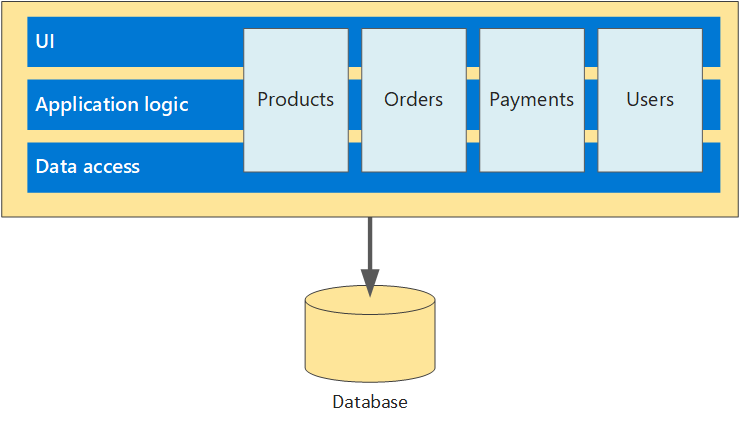 UI
Application logic
Data access
Products
Orders
Payments
Users
Database